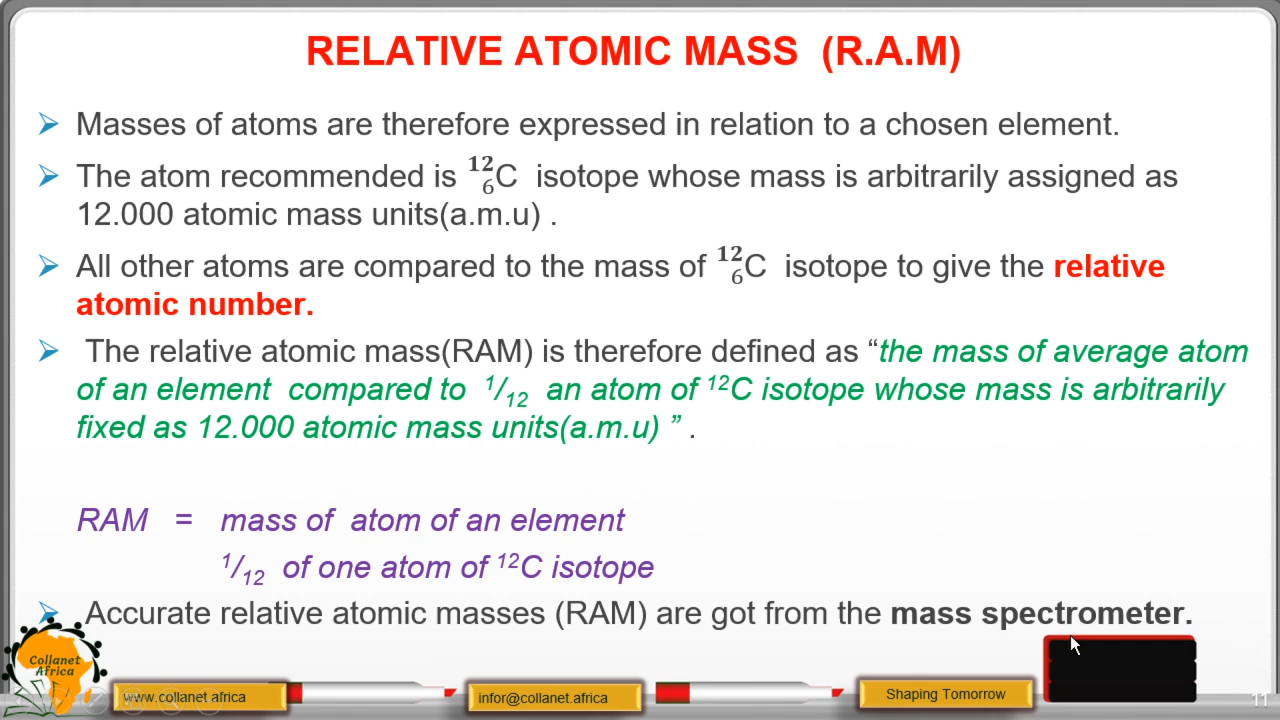 RELATIVE ATOMIC MASS (R.A.M)
➢ Masses of atoms are therefore expressed in relation to a chosen element.
➢ The atom recommended is ¹²₆C isotope whose mass is arbitrarily assigned as
12.000 atomic mass units(a.m.u) .
➢ All other atoms are compared to the mass of ¹²₆C isotope to give the relative
atomic number.
➢ The relative atomic mass(RAM) is therefore defined as “the mass of average atom
of an element compared to ¹/₁₂ an atom of ¹²C isotope whose mass is arbitrarily
fixed as 12.000 atomic mass units(a.m.u) ” .
RAM = mass of atom of an element
¹/₁₂ of one atom of ¹²C isotope
➢ Accurate relative atomic masses (RAM) are got from the mass spectrometer.
Collanet
Africa
www.collanet africa
infor@collanet.africa
Shaping Tomorrow
11